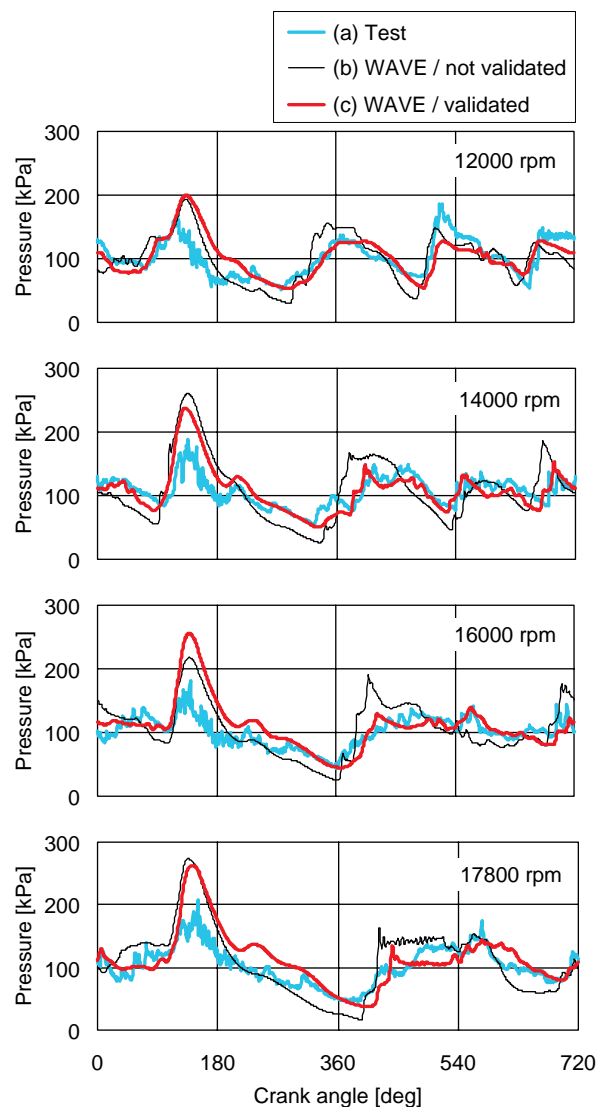 (a) Test
(b) WAVE / not validated
(c) WAVE / validated
300
200
100
0
Pressure [kPa]
12000 rpm
300
200
100
0
Pressure [kPa]
14000 rpm
300
200
100
0
Pressure [kPa]
16000 rpm
300
200
100
0
Pressure [kPa]
17800 rpm
0 180 360 540 720
Crank angle [deg]